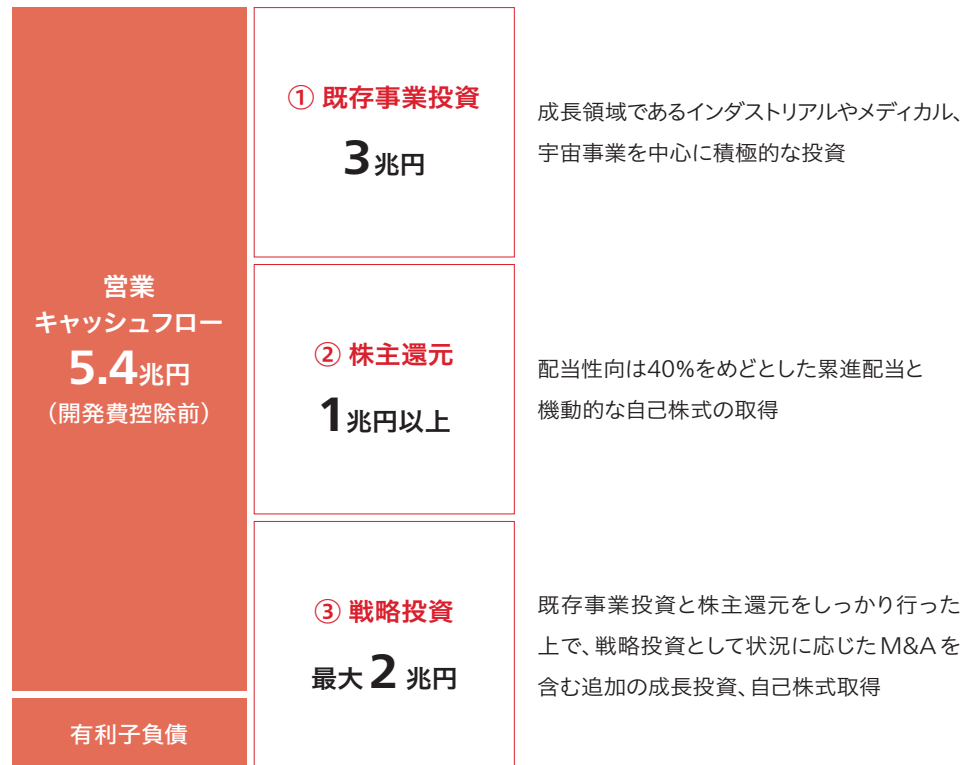 営業
キャッシュフロー
5.4兆円
（開発費控除前）
有利子負債
① 既存事業投資
3兆円
成長領域であるインダストリアルやメディカル、
宇宙事業を中心に積極的な投資
② 株主還元
1兆円以上
配当性向は40%をめどとした累進配当と
機動的な自己株式の取得
③ 戦略投資
最大2兆円
既存事業投資と株主還元をしっかり行った
上で、戦略投資として状況に応じたM&Aを
含む追加の成長投資、自己株式取得